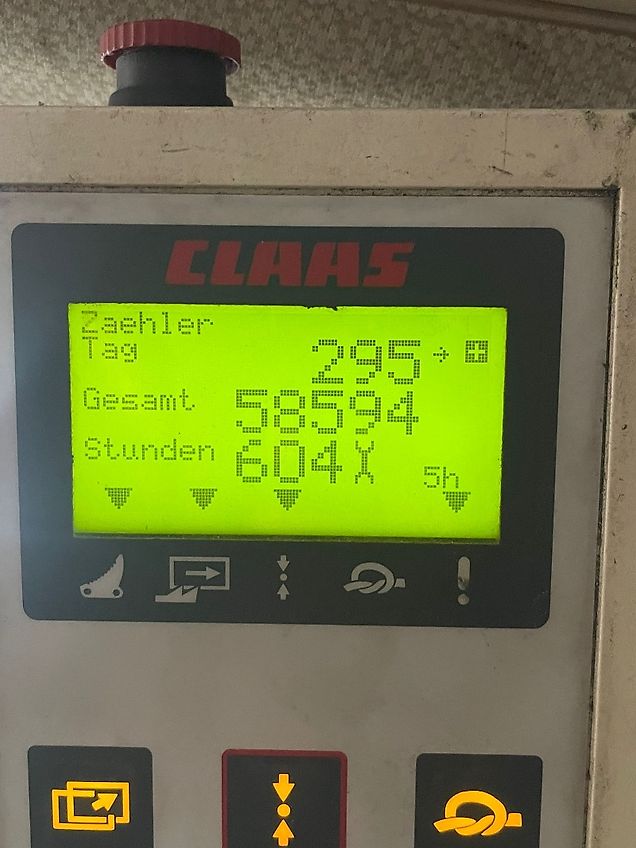 CLAAS
Zaehler
Tag 295
Gesamt 58594
Stunden 604
5h